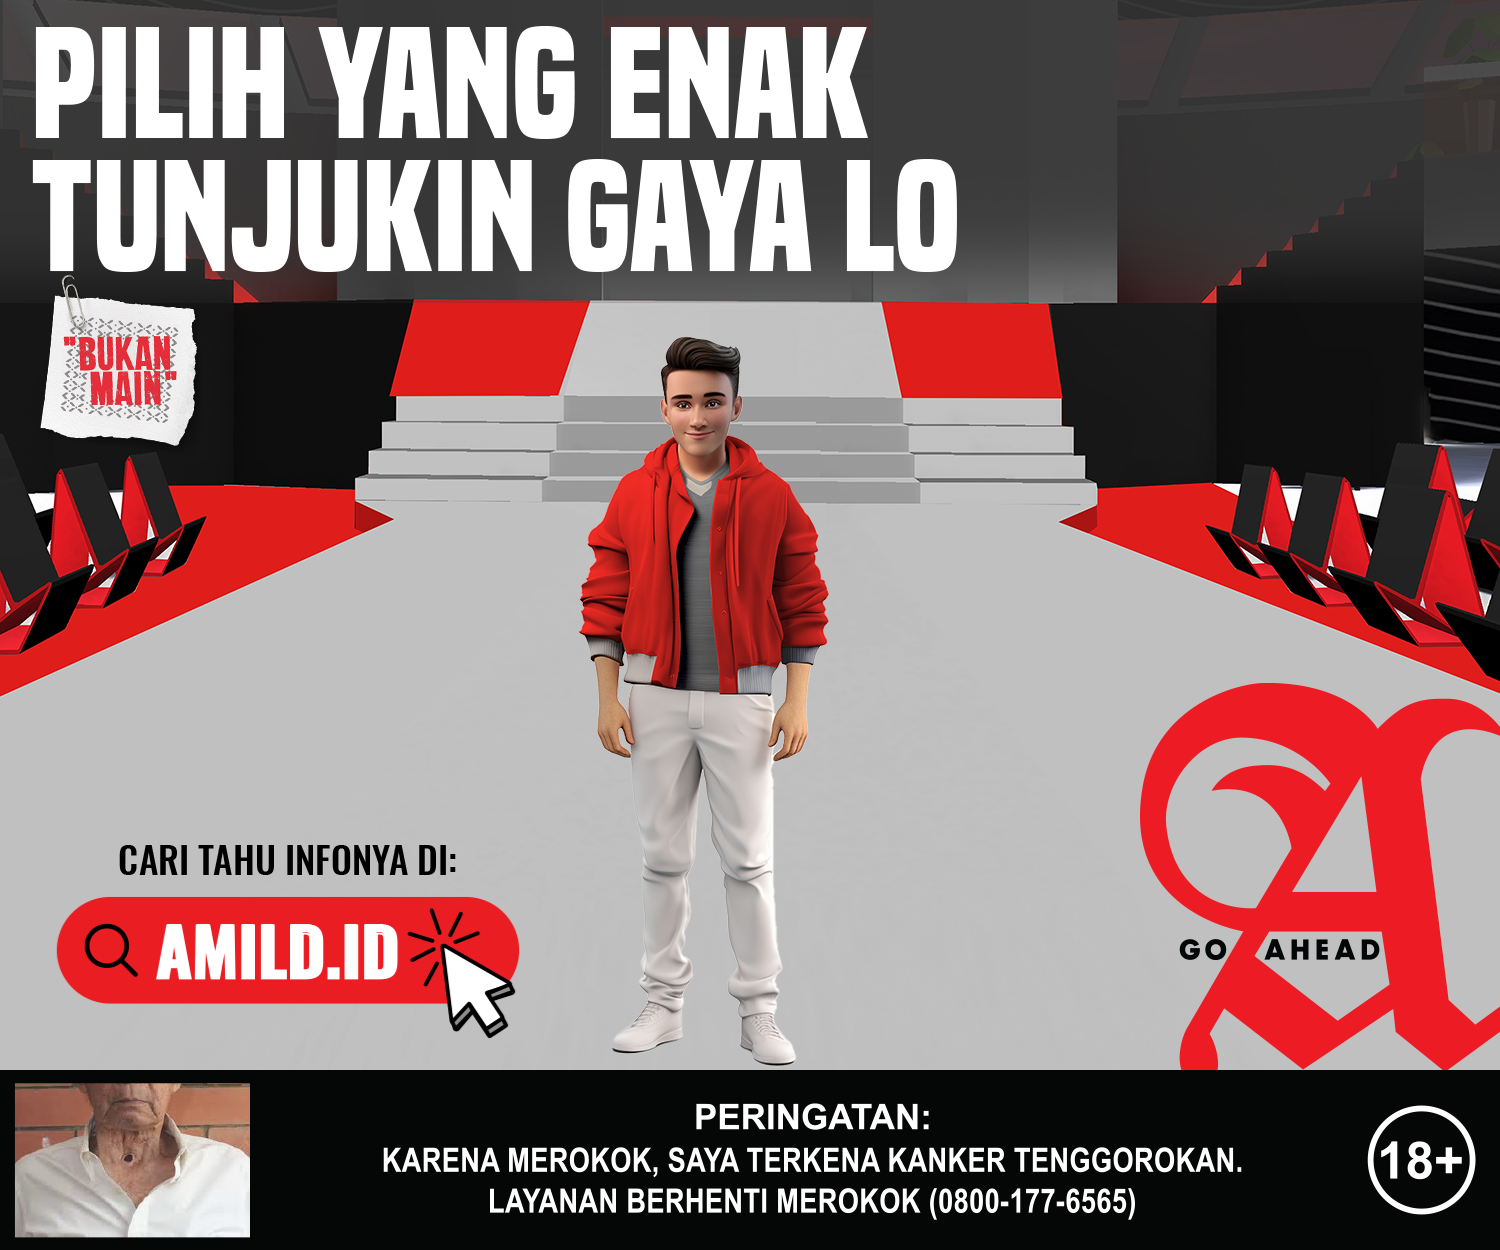 PILIH YANG ENAK
TUNJUKIN GAYA LO
"BUKAN
MAIN"
CARI TAHU INFONYA DI:
AMILD.ID
A
GO AHEAD
PERINGATAN:
KARENA MEROKOK, SAYA TERKENA KANKER TENGGOROKAN.
LAYANAN BERHENTI MEROKOK (0800-177-6565)
18+